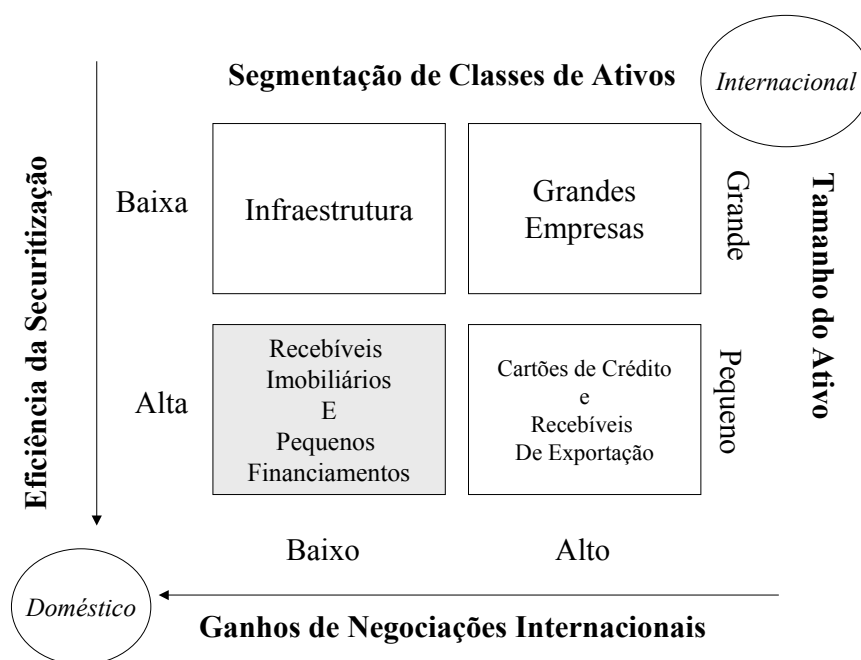 Segmentação de Classes de Ativos
Internacional
Eficiência da Securitização
Baixa
Infraestrutura
Grandes
Empresas
Grande
Tamanho do Ativo
Alta
Recebíveis
Imobiliários
E
Pequenos
Financiamentos
Cartões de Crédito
e
Recebíveis
De Exportação
Pequeno
Baixo
Alto
Doméstico
Ganhos de Negociações Internacionais